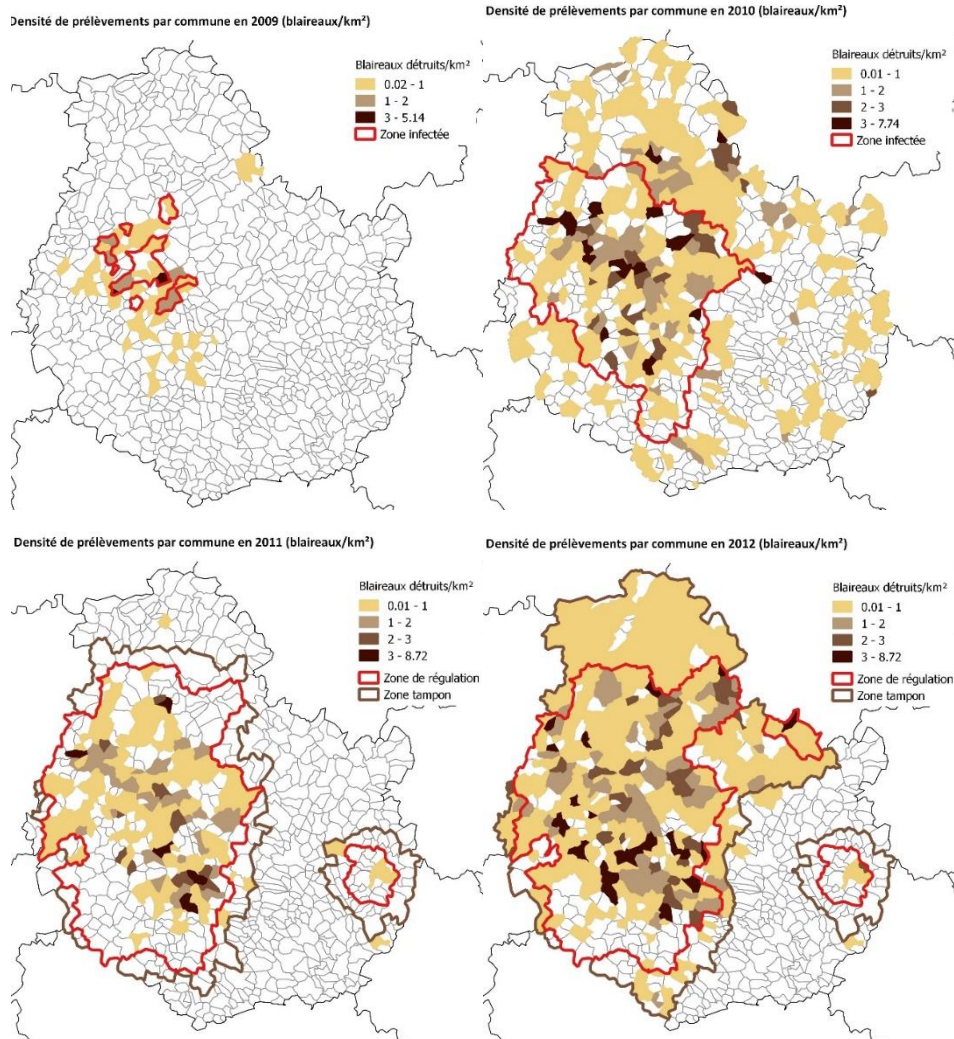 Densité de prélèvements par commune en 2009 (blaireaux/km²)
Blaireaux détruits/km²
0.02 - 1
1 - 2
3 - 5.14
Zone infectée
Densité de prélèvements par commune en 2010 (blaireaux/km²)
Blaireaux détruits/km²
0.01 - 1
1 - 2
2 - 3
3 - 7.74
Zone infectée
Densité de prélèvements par commune en 2011 (blaireaux/km²)
Blaireaux détruits/km²
0.01 - 1
1 - 2
2 - 3
3 - 8.72
Zone de régulation
Zone tampon
Densité de prélèvements par commune en 2012 (blaireaux/km²)
Blaireaux détruits/km²
0.01 - 1
1 - 2
2 - 3
3 - 8.72
Zone de régulation
Zone tampon